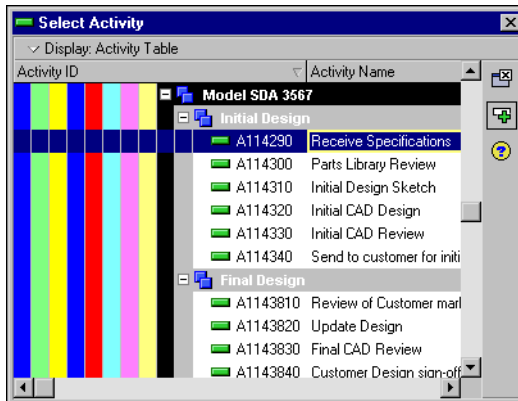 Select Activity
Display: Activity Table
Activity ID Activity Name
Model SDA 3567
Initial Design
A114290 Receive Specifications
A114300 Parts Library Review
A114310 Initial Design Sketch
A114320 Initial CAD Design
A114330 Initial CAD Review
A114340 Send to customer for initi
Final Design
A1143810 Review of Customer mar
A1143820 Update Design
A1143830 Final CAD Review
A1143840 Customer Design sign-off